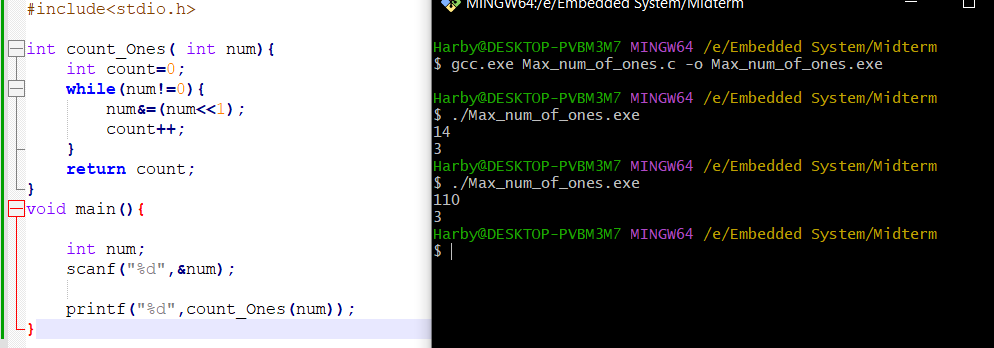 #include<stdio.h>
int count_Ones( int num){
int count=0;
while(num!=0){
num&=(num<<1);
count++;
}
return count;
}
void main(){
int num;
scanf("%d",&num);
printf("%d",count_Ones(num));
}
MINGW64:/e/Embedded System/Midterm
Harby@DESKTOP-PVBM3M7 MINGW64 /e/Embedded System/Midterm
$ gcc.exe Max_num_of_ones.c -o Max_num_of_ones.exe
Harby@DESKTOP-PVBM3M7 MINGW64 /e/Embedded System/Midterm
$ ./Max_num_of_ones.exe
14
3
Harby@DESKTOP-PVBM3M7 MINGW64 /e/Embedded System/Midterm
$ ./Max_num_of_ones.exe
110
3
Harby@DESKTOP-PVBM3M7 MINGW64 /e/Embedded System/Midterm
$